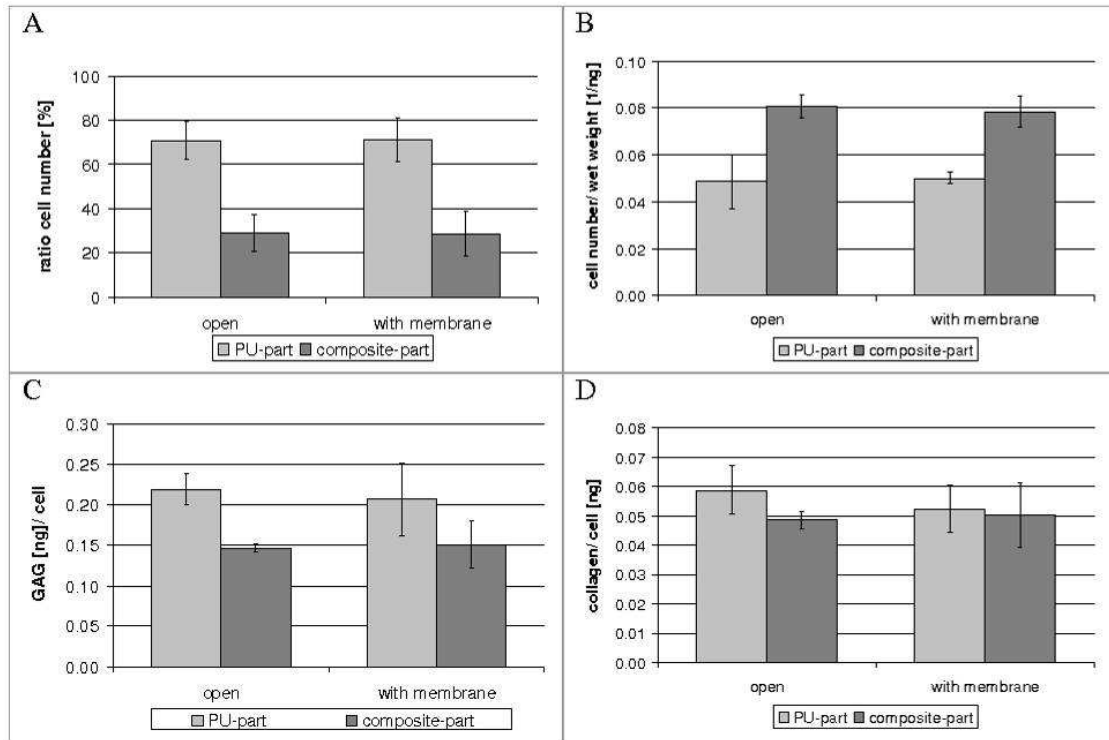 A
ratio cell number [%]
100
80
60
40
20
0
open
with membrane
PU-part
composite-part
B
cell number/ wet weight [1/ng]
0.10
0.08
0.06
0.04
0.02
0.00
open
with membrane
PU-part
composite-part
C
GAG [ng]/ cell
0.30
0.25
0.20
0.15
0.10
0.05
0.00
open
with membrane
PU-part
composite-part
D
collagen/ cell [ng]
0.08
0.07
0.06
0.05
0.04
0.03
0.02
0.01
0.00
open
with membrane
PU-part
composite-part